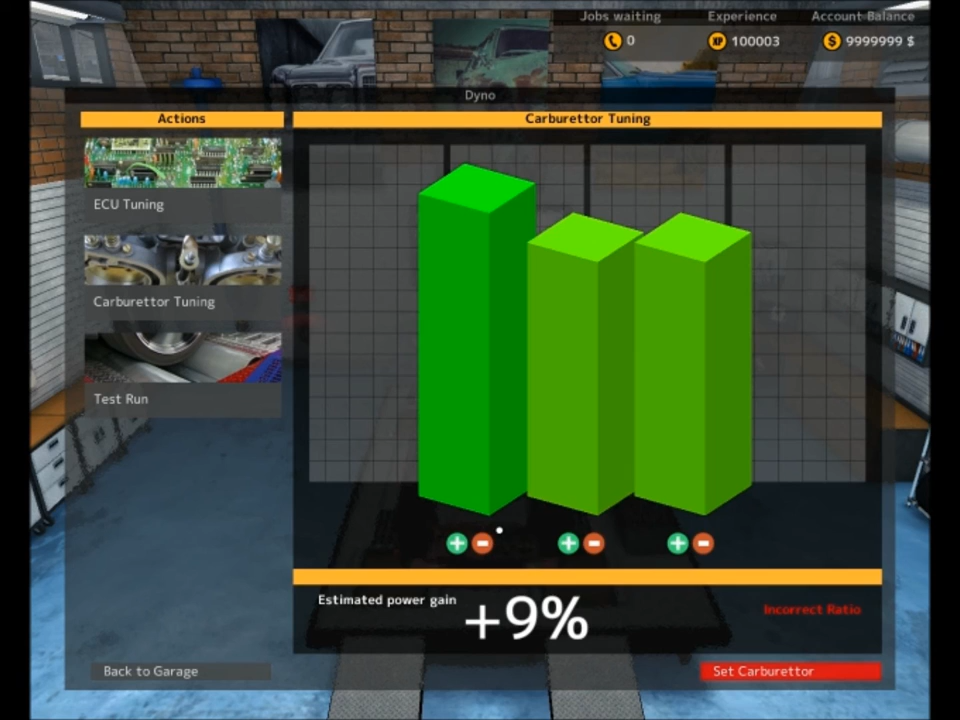 Jobs waiting Experience Account Balance
0 XP 100003 $ 9999999 $
Dyno
Actions Carburettor Tuning
ECU Tuning
Carburettor Tuning
Test Run
Estimated power gain +9% Incorrect Ratio
Back to Garage Set Carburettor